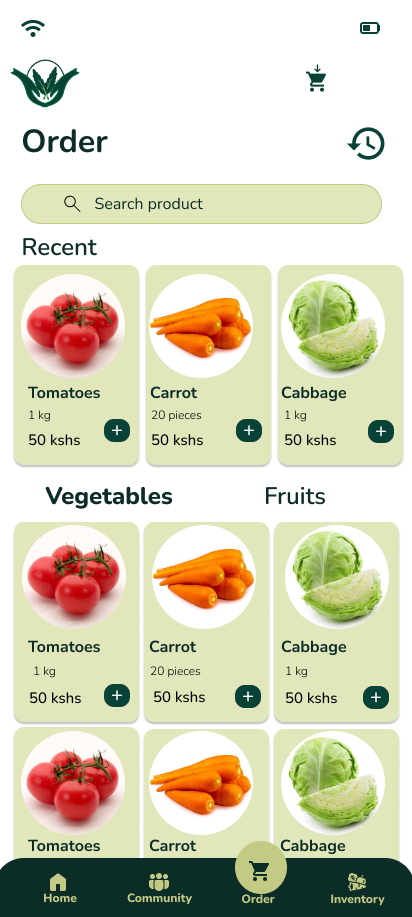 Order
Search product
Recent
Tomatoes Carrot Cabbage
1 kg 20 pieces 1 kg
50 kshs 50 kshs 50 kshs
Vegetables Fruits
Tomatoes Carrot Cabbage
1 kg 20 pieces 1 kg
50 kshs 50 kshs 50 kshs
Tomatoes Carrot Cabbage
Home Community Order Inventory